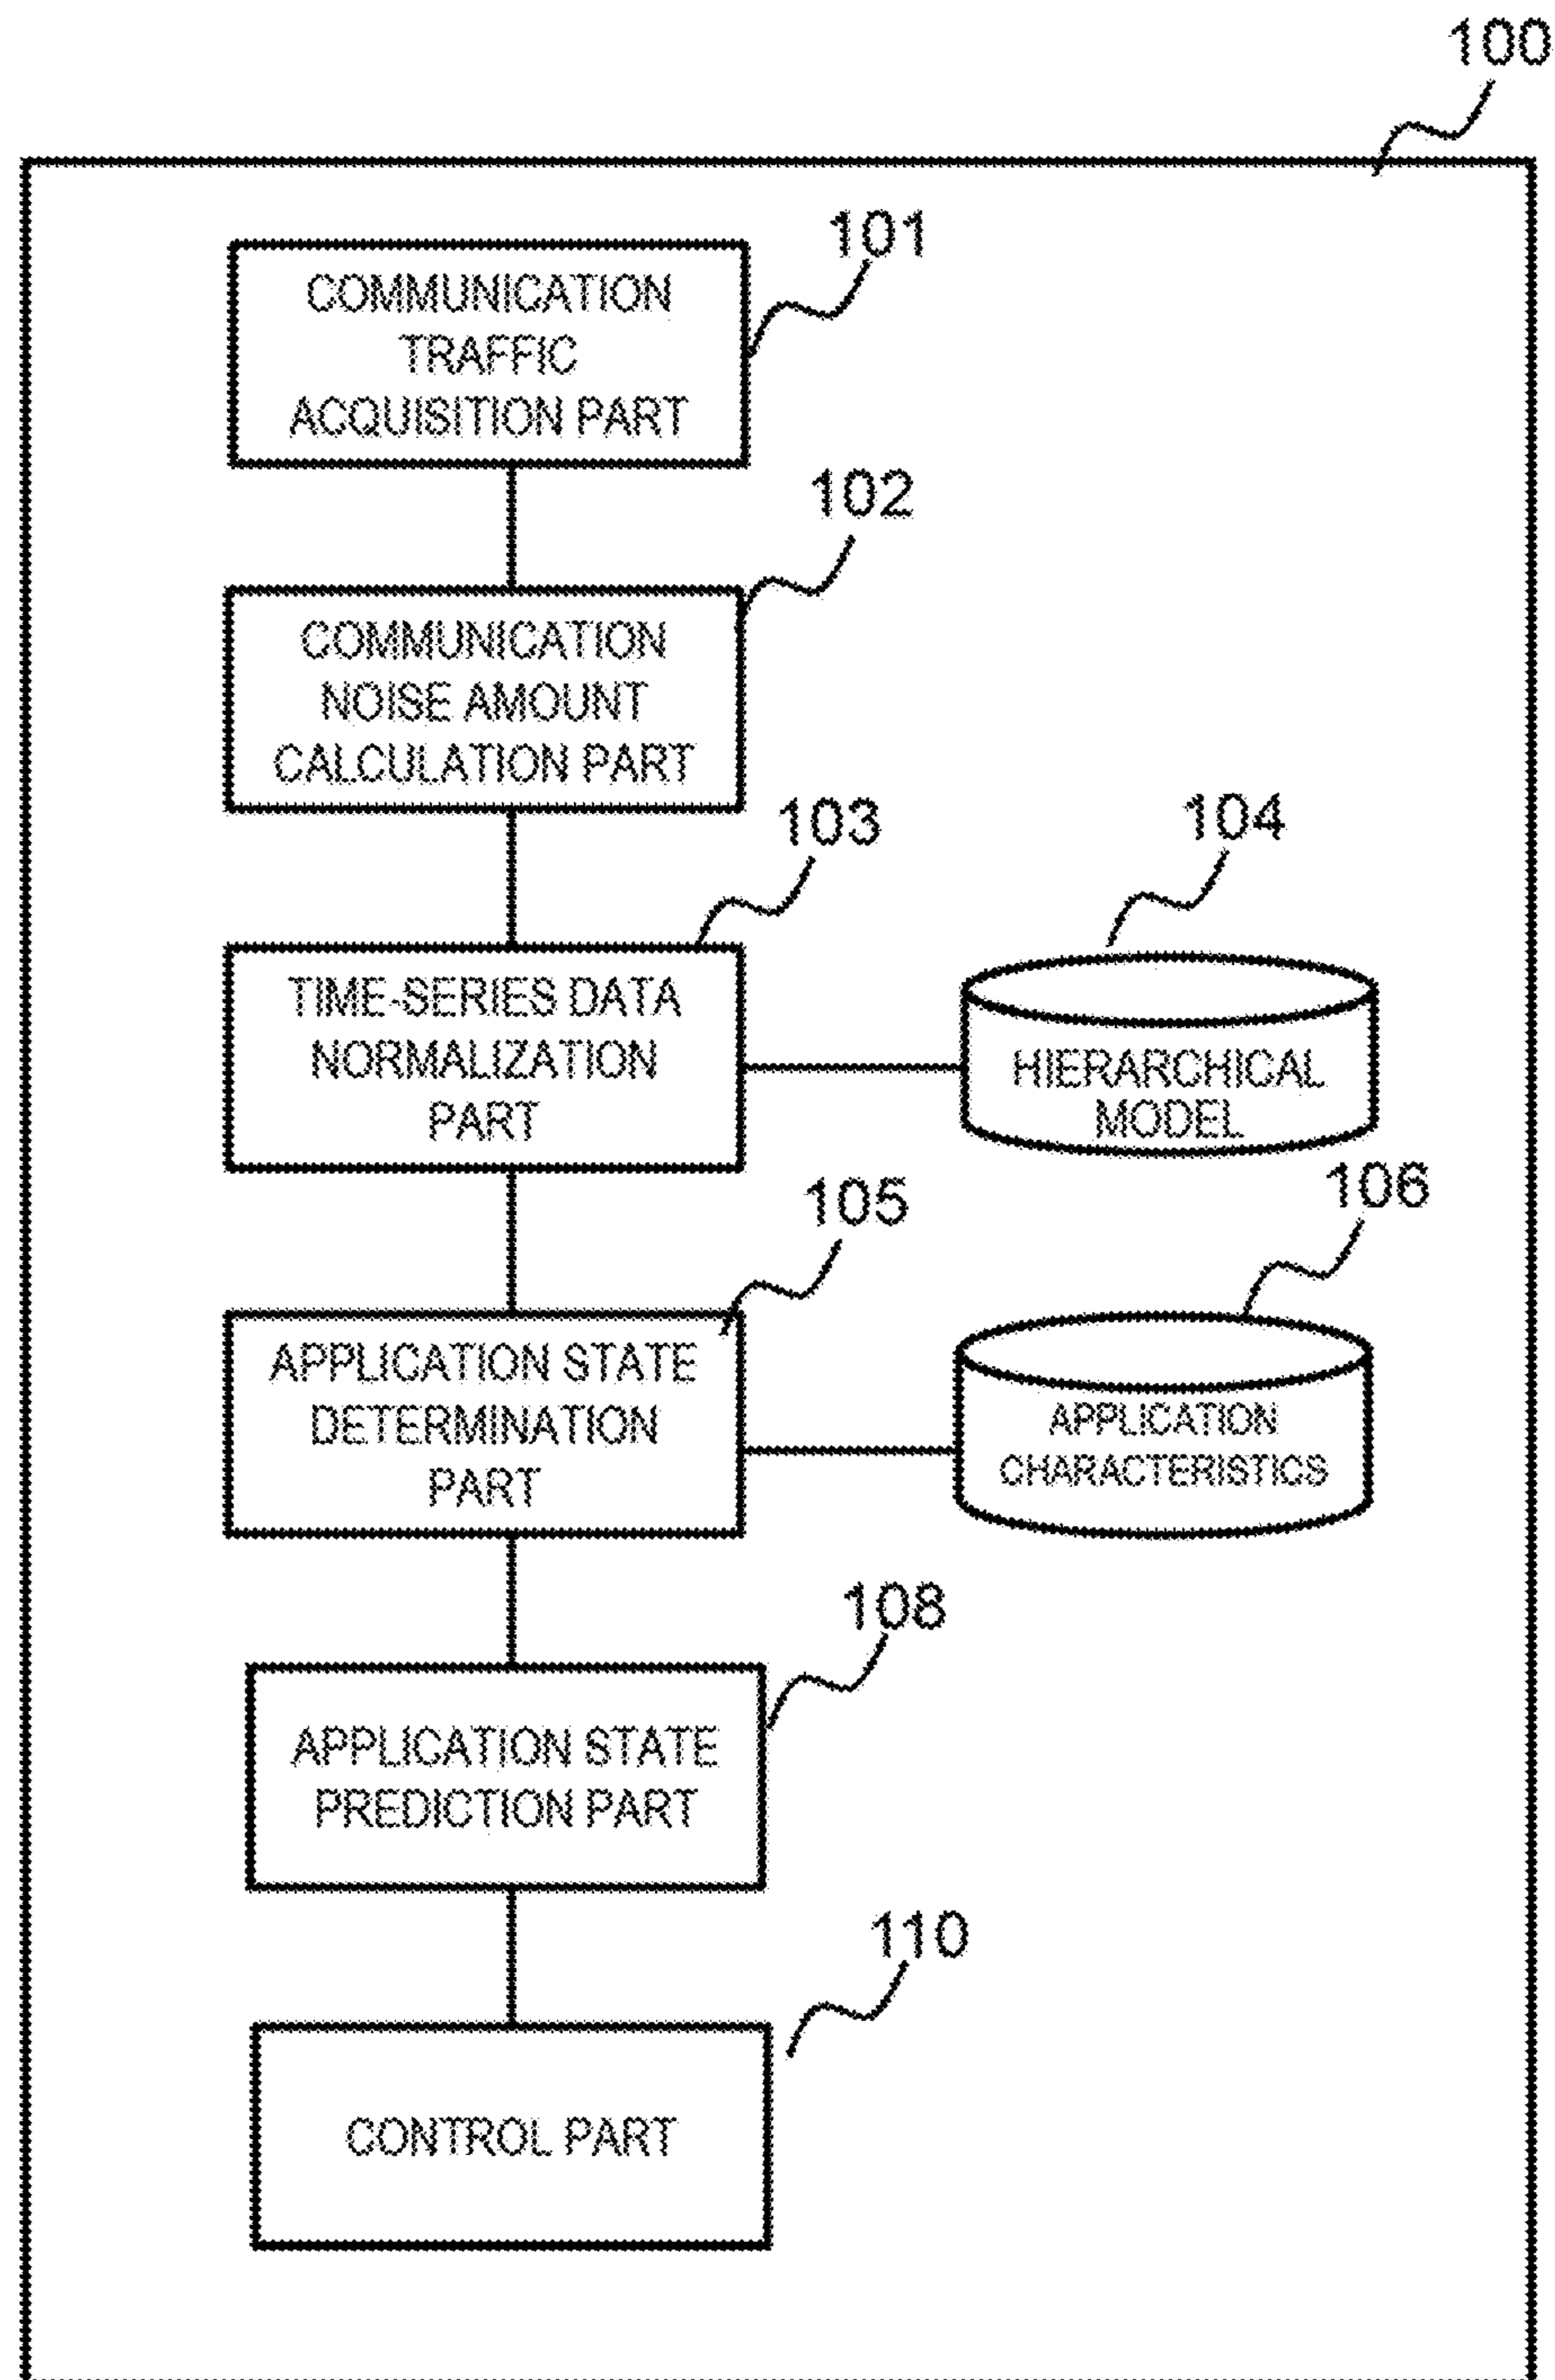 100
101
COMMUNICATION
TRAFFIC
ACQUISITION PART
102
COMMUNICATION
NOISE AMOUNT
CALCULATION PART
103
TIME-SERIES DATA
NORMALIZATION
PART
104
HIERARCHICAL
MODEL
105
APPLICATION STATE
DETERMINATION
PART
106
APPLICATION
CHARACTERISTICS
108
APPLICATION STATE
PREDICTION PART
110
CONTROL PART